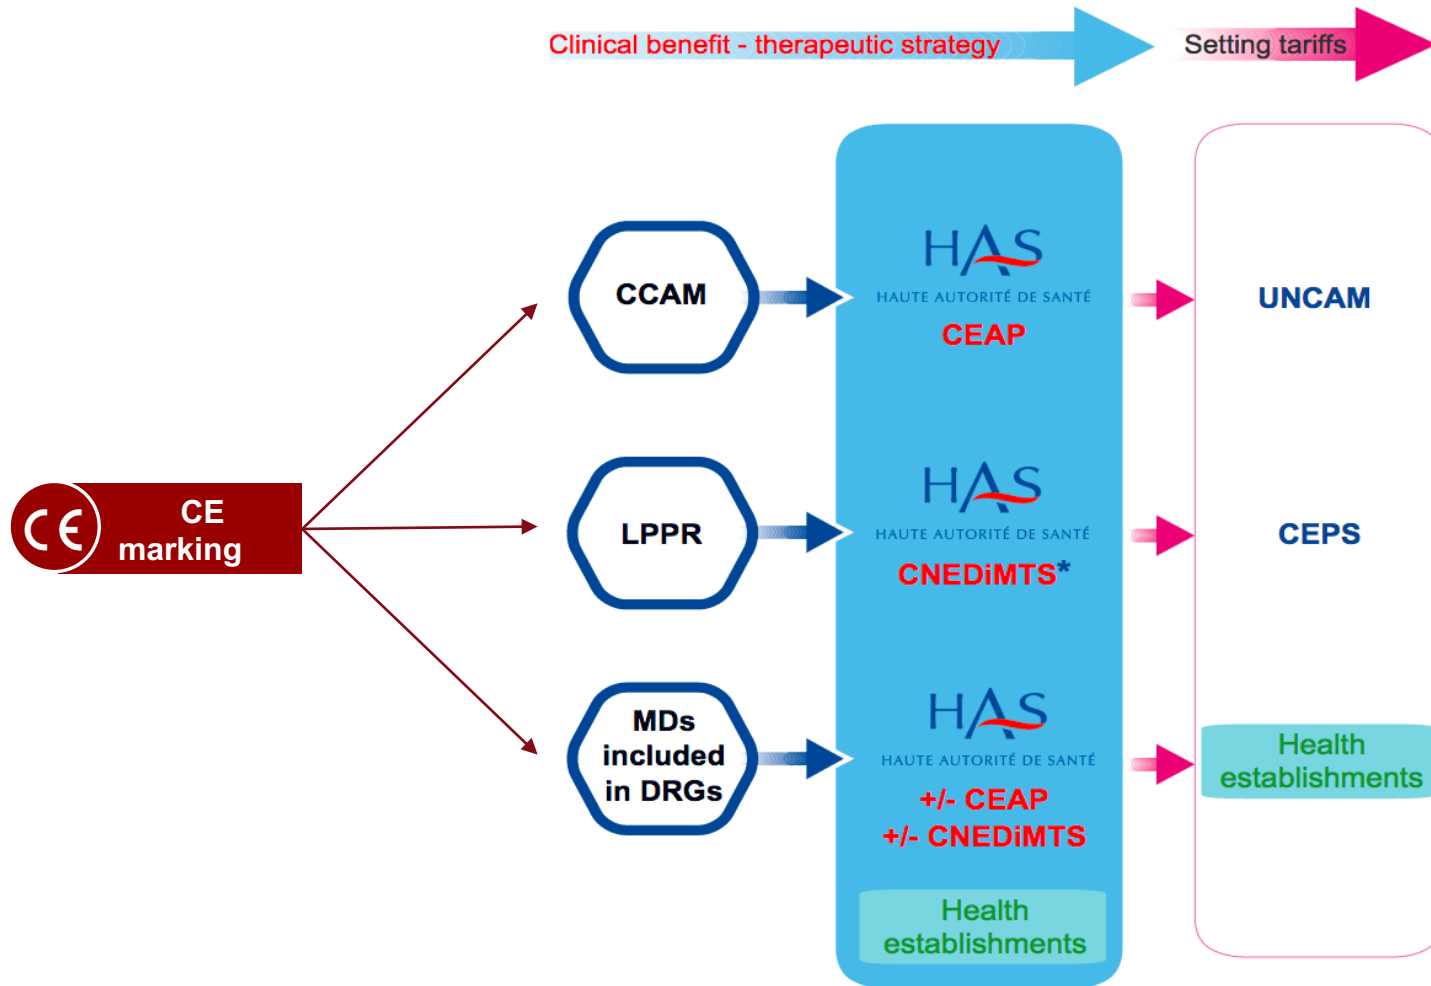 Clinical benefit - therapeutic strategy
Setting tariffs
CE
CE
marking
CCAM
HAS
HAUTE AUTORITÉ DE SANTÉ
CEAP
UNCAM
LPPR
HAS
HAUTE AUTORITÉ DE SANTÉ
CNEDiMTS*
CEPS
MDs
included
in DRGs
HAS
HAUTE AUTORITÉ DE SANTÉ
+/- CEAP
+/- CNEDiMTS
Health
establishments
Health
establishments